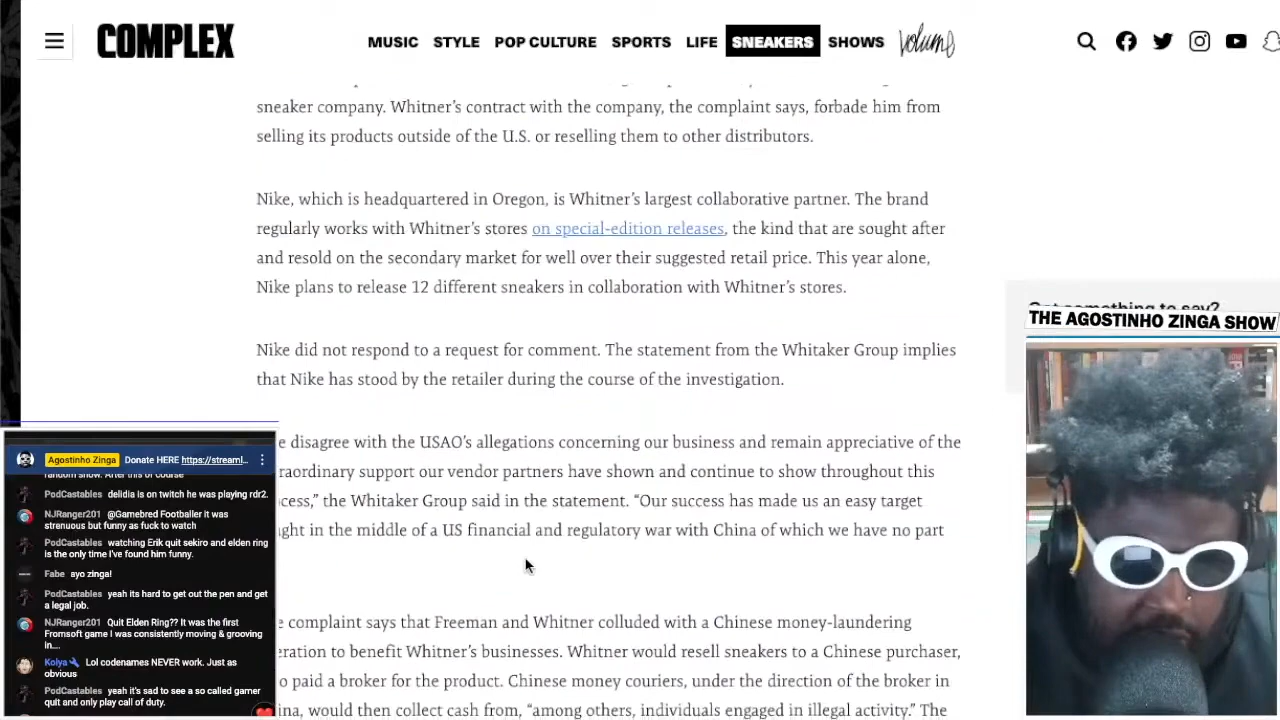 COMPLEX
MUSIC STYLE POP CULTURE SPORTS LIFE SNEAKERS SHOWS Volume
sneaker company. Whitner’s contract with the company, the complaint says, forbade him from
selling its products outside of the U.S. or reselling them to other distributors.
Nike, which is headquartered in Oregon, is Whitner’s largest collaborative partner. The brand
regularly works with Whitner’s stores on special-edition releases, the kind that are sought after
and resold on the secondary market for well over their suggested retail price. This year alone,
Nike plans to release 12 different sneakers in collaboration with Whitner’s stores.
Nike did not respond to a request for comment. The statement from the Whitaker Group implies
that Nike has stood by the retailer during the course of the investigation.
disagree with the USAO’s allegations concerning our business and remain appreciative of the
raordinary support our vendor partners have shown and continue to show throughout this
cess,” the Whitaker Group said in the statement. “Our success has made us an easy target
ght in the middle of a US financial and regulatory war with China of which we have no part
complaint says that Freeman and Whitner colluded with a Chinese money-laundering
eration to benefit Whitner’s businesses. Whitner would resell sneakers to a Chinese purchaser,
o paid a broker for the product. Chinese money couriers, under the direction of the broker in
ina, would then collect cash from, “among others, individuals engaged in illegal activity.” The
Got something to say?
THE AGOSTINHO ZINGA SHOW
Agostinho Zinga Donate HERE https://streaml...
random show. After this of course
PodCastables delidia is on twitch he was playing rdr2.
NJRanger201 @Gamebred Footballer it was
strenuous but funny as fuck to watch
PodCastables watching Erik quit sekiro and elden ring
is the only time I've found him funny.
Fabe ayo zinga!
PodCastables yeah its hard to get out the pen and get
a legal job.
NJRanger201 Quit Elden Ring?? It was the first
Fromsoft game I was consistently moving & grooving
in....
Kolya Lol codenames NEVER work. Just as
obvious
PodCastables yeah it's sad to see a so called gamer
quit and only play call of duty.